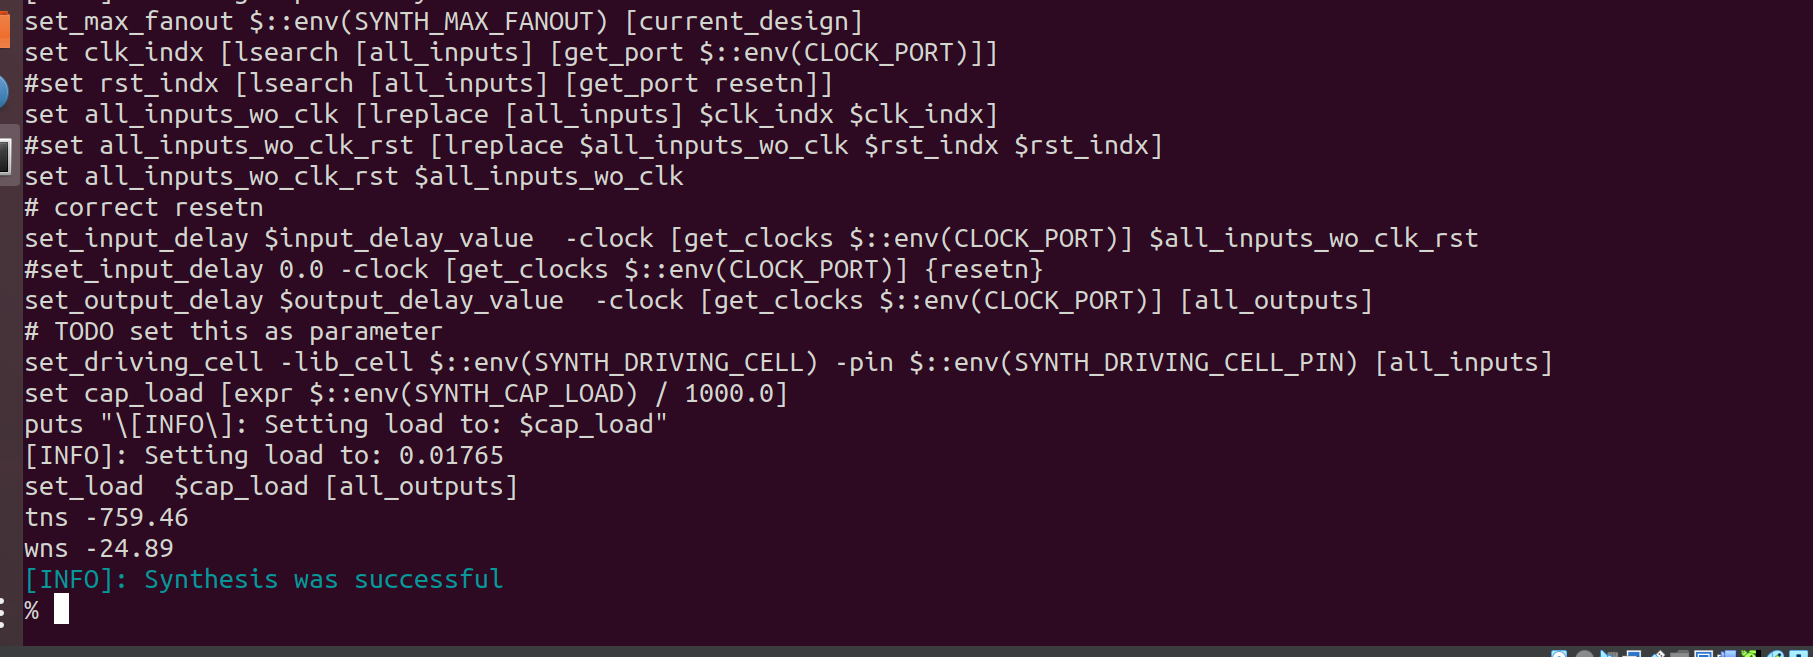 set_max_fanout $::env(SYNTH_MAX_FANOUT) [current_design]
set clk_indx [lsearch [all_inputs] [get_port $::env(CLOCK_PORT)]]
#set rst_indx [lsearch [all_inputs] [get_port resetn]]
set all_inputs_wo_clk [lreplace [all_inputs] $clk_indx $clk_indx]
#set all_inputs_wo_clk_rst [lreplace $all_inputs_wo_clk $rst_indx $rst_indx]
set all_inputs_wo_clk_rst $all_inputs_wo_clk
# correct resetn
set_input_delay $input_delay_value  -clock [get_clocks $::env(CLOCK_PORT)] $all_inputs_wo_clk_rst
#set_input_delay 0.0 -clock [get_clocks $::env(CLOCK_PORT)] {resetn}
set_output_delay $output_delay_value  -clock [get_clocks $::env(CLOCK_PORT)] [all_outputs]
# TODO set this as parameter
set_driving_cell -lib_cell $::env(SYNTH_DRIVING_CELL) -pin $::env(SYNTH_DRIVING_CELL_PIN) [all_inputs]
set cap_load [expr $::env(SYNTH_CAP_LOAD) / 1000.0]
puts "\[INFO\]: Setting load to: $cap_load"
[INFO]: Setting load to: 0.01765
set_load  $cap_load [all_outputs]
tns -759.46
wns -24.89
[INFO]: Synthesis was successful
%